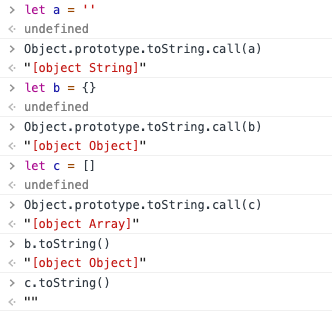 > let a = ''
< undefined
> Object.prototype.toString.call(a)
< "[object String]"
> let b = {}
< undefined
> Object.prototype.toString.call(b)
< "[object Object]"
> let c = []
< undefined
> Object.prototype.toString.call(c)
< "[object Array]"
> b.toString()
< "[object Object]"
> c.toString()
< ""